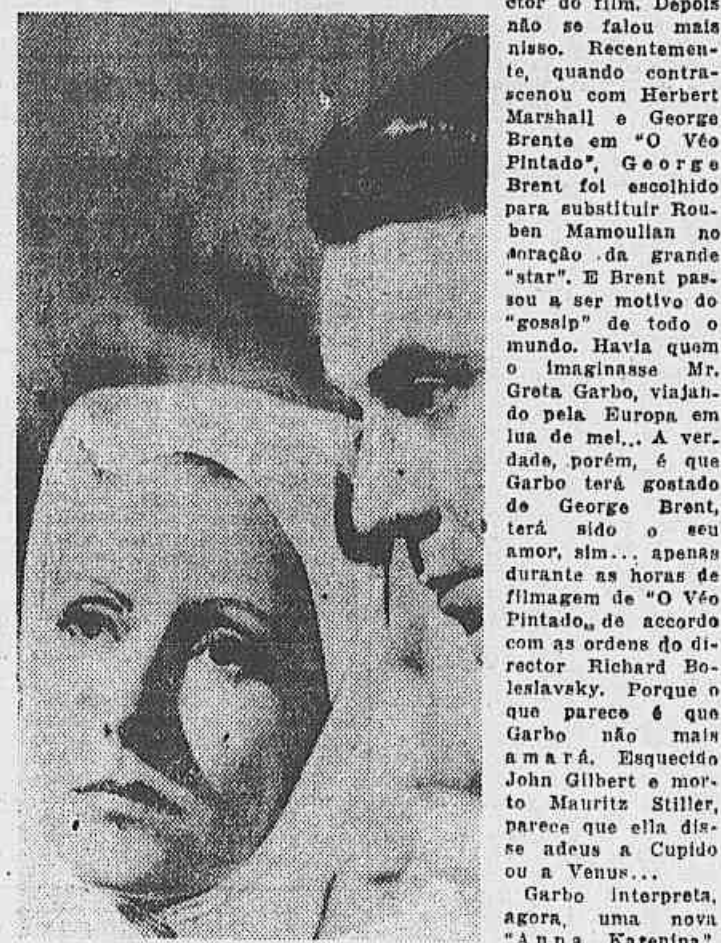 ctor do film. Depois
não se falou mais
nisso. Recentemen-
te, quando contra-
scenou com Herbert
Marshall e George
Brente em "O Véo
Pintado", George
Brent foi escolhido
para substituir Rou-
ben Mamoulian no
coração da grande
"star". E Brent pas-
sou a ser motivo do
"gossip" de todo o
mundo. Havia quem
o imaginasse Mr.
Greta Garbo, viajan-
do pela Europa em
lua de mel... A ver-
dade, porém, é que
Garbo terá gostado
de George Brent,
terá sido o seu
amor, sim... apenas
durante as horas de
filmagem de "O Véo
Pintado„ de accordo
com as ordens do di-
rector Richard Bo-
leslavsky. Porque o
que parece é que
Garbo não mais
amará. Esquecido
John Gilbert e mor-
to Mauritz Stiller,
parece que ella dis-
se adeus a Cupido
ou a Venus...
Garbo interpreta,
agora, uma nova
"Anna Karenina"